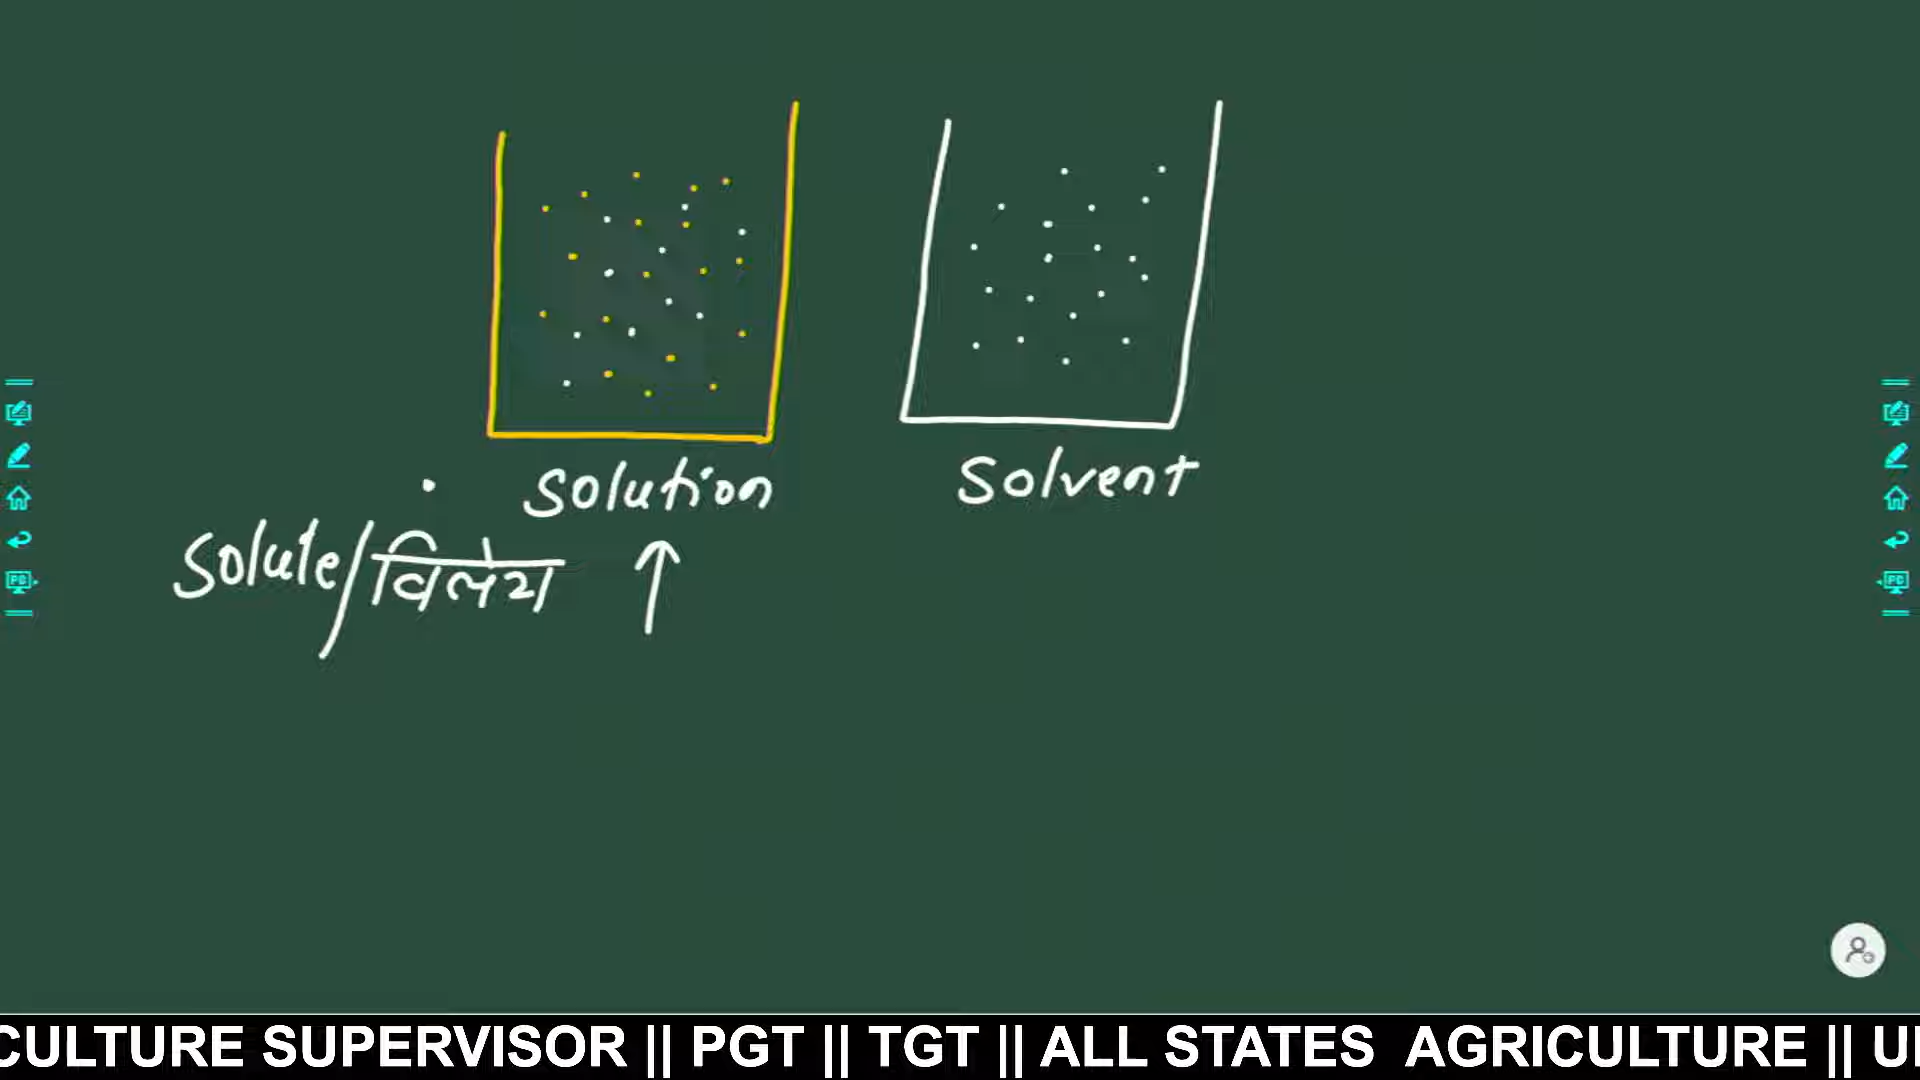 Solution
Solvent
Solute/विलेय
CULTURE SUPERVISOR || PGT || TGT || ALL STATES AGRICULTURE ||